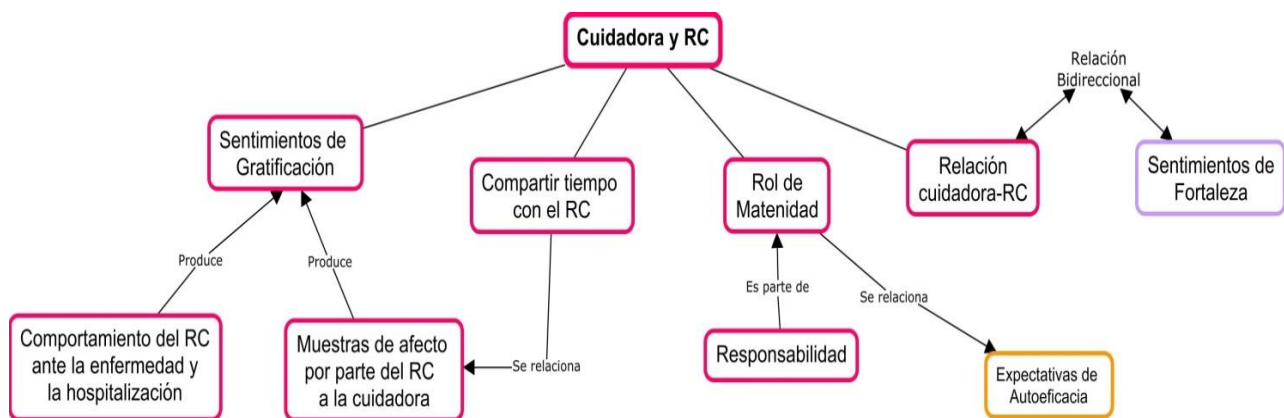 Cuidadora y RC
Relación
Bidireccional
Sentimientos de
Gratificación
Compartir tiempo
con el RC
Rol de
Matenidad
Relación
cuidadora-RC
Sentimientos de
Fortaleza
Produce
Produce
Es parte de
Se relaciona
Comportamiento del RC
ante la enfermedad y
la hospitalización
Muestras de afecto
por parte del RC
a la cuidadora
Se relaciona
Responsabilidad
Expectativas de
Autoeficacia